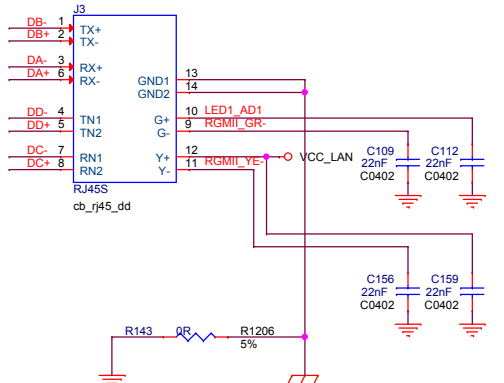 J3
DB- 1 TX+
DB+ 2 TX-
DA- 3 RX+
DA+ 6 RX-
GND1 13
GND2 14
DD- 4 TN1
DD+ 5 TN2
G+ 10 LED1_AD1
G- 9 RGMII_GR-
DC- 7 RN1
DC+ 8 RN2
Y+ 12 VCC_LAN
Y- 11 RGMII_YE-
RJ45S
cb_rj45_dd
C109 C112
22nF 22nF
C0402 C0402
C156 C159
22nF 22nF
C0402 C0402
R143 0R R1206
5%